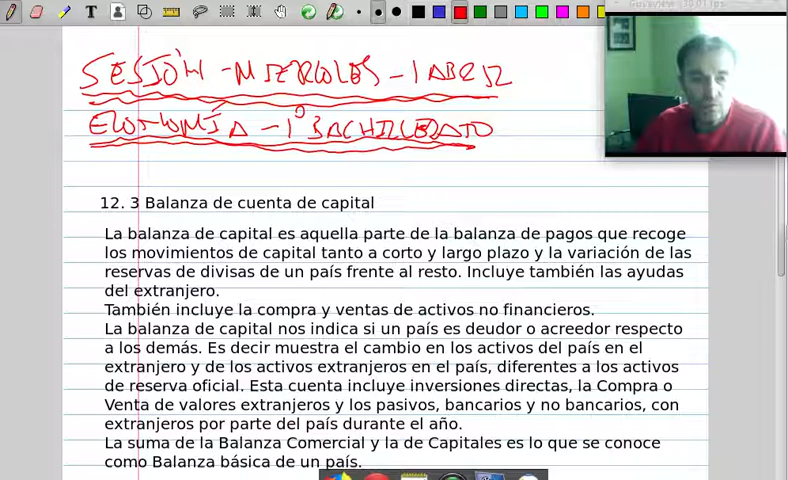 SESIÓN - MIERCOLES - 1 ABRIL
ECONOMÍA - 1º BACHILLERATO
12. 3 Balanza de cuenta de capital
La balanza de capital es aquella parte de la balanza de pagos que recoge
los movimientos de capital tanto a corto y largo plazo y la variación de las
reservas de divisas de un país frente al resto. Incluye también las ayudas
del extranjero.
También incluye la compra y ventas de activos no financieros.
La balanza de capital nos indica si un país es deudor o acreedor respecto
a los demás. Es decir muestra el cambio en los activos del país en el
extranjero y de los activos extranjeros en el país, diferentes a los activos
de reserva oficial. Esta cuenta incluye inversiones directas, la Compra o
Venta de valores extranjeros y los pasivos, bancarios y no bancarios, con
extranjeros por parte del país durante el año.
La suma de la Balanza Comercial y la de Capitales es lo que se conoce
como Balanza básica de un país.